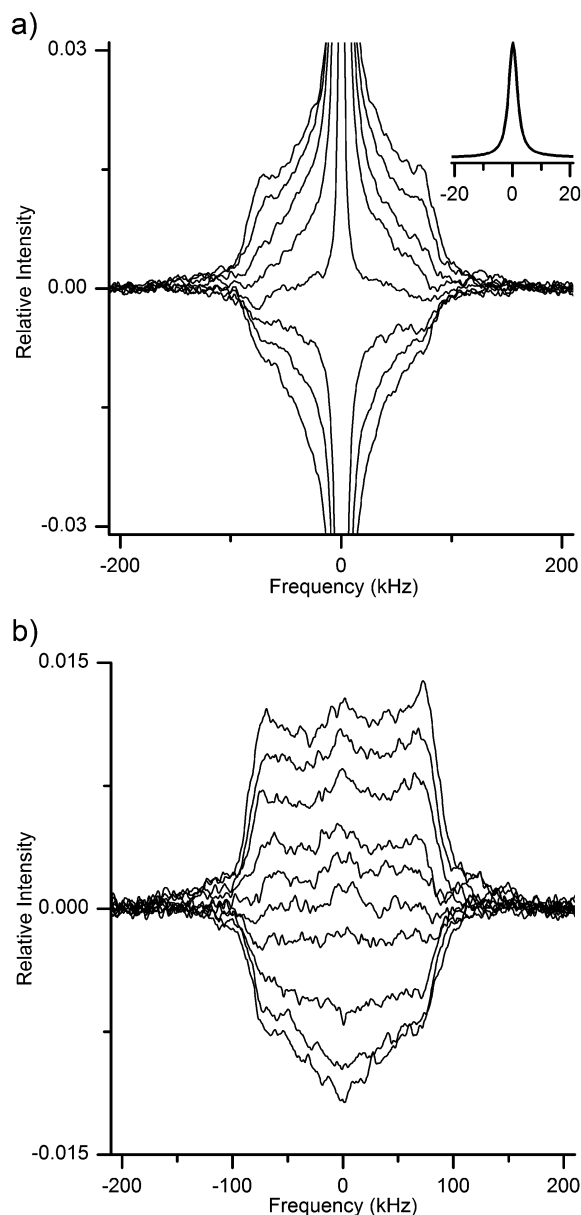 a)
0.03
0.00
-0.03
Relative Intensity
-20 0 20
-200 0 200
Frequency (kHz)
b)
0.015
0.000
-0.015
Relative Intensity
-200 -100 0 100 200
Frequency (kHz)